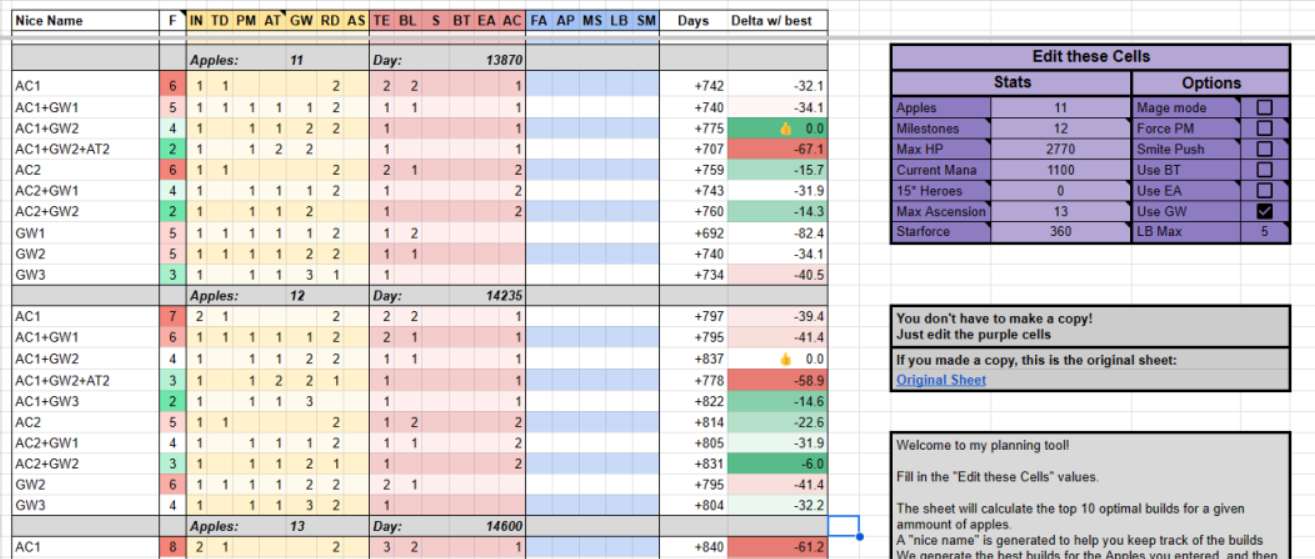 Nice Name F IN TD PM AT GW RD AS TE BL S BT EA AC FA AP MS LB SM Days Delta w/ best
Apples: 11 Day: 13870
AC1 6 1 1 2 2 2 1 +742 -32.1
AC1+GW1 5 1 1 1 1 1 2 1 1 1 +740 -34.1
AC1+GW2 4 1 1 1 2 2 1 1 +775 👍 0.0
AC1+GW2+AT2 2 1 1 2 2 1 1 +707 -67.1
AC2 6 1 1 2 2 1 2 +759 -15.7
AC2+GW1 4 1 1 1 1 2 1 2 +743 -31.9
AC2+GW2 2 1 1 1 2 1 2 +760 -14.3
GW1 5 1 1 1 1 1 2 1 2 +692 -82.4
GW2 5 1 1 1 1 2 2 1 1 +740 -34.1
GW3 3 1 1 1 3 1 1 +734 -40.5
Apples: 12 Day: 14235
AC1 7 2 1 2 2 2 1 +797 -39.4
AC1+GW1 6 1 1 1 1 1 2 2 1 1 +795 -41.4
AC1+GW2 4 1 1 1 2 2 1 1 1 +837 👍 0.0
AC1+GW2+AT2 3 1 1 2 2 1 1 1 +778 -58.9
AC1+GW3 2 1 1 1 3 1 1 +822 -14.6
AC2 5 1 1 2 1 2 2 +814 -22.6
AC2+GW1 4 1 1 1 1 2 1 1 2 +805 -31.9
AC2+GW2 3 1 1 1 2 1 1 2 +831 -6.0
GW2 6 1 1 1 1 2 2 2 1 +795 -41.4
GW3 4 1 1 1 3 2 1 +804 -32.2
Apples: 13 Day: 14600
AC1 8 2 1 2 3 2 1 +840 -61.2
Edit these Cells
Stats Options
Apples 11 Mage mode
Milestones 12 Force PM
Max HP 2770 Smite Push
Current Mana 1100 Use BT
15* Heroes 0 Use EA
Max Ascension 13 Use GW
Starforce 360 LB Max 5
You don't have to make a copy!
Just edit the purple cells
If you made a copy, this is the original sheet:
Original Sheet
Welcome to my planning tool!
Fill in the "Edit these Cells" values.
The sheet will calculate the top 10 optimal builds for a given
ammount of apples.
A "nice name" is generated to help you keep track of the builds
We generate the best builds for the Apples you entered, and then